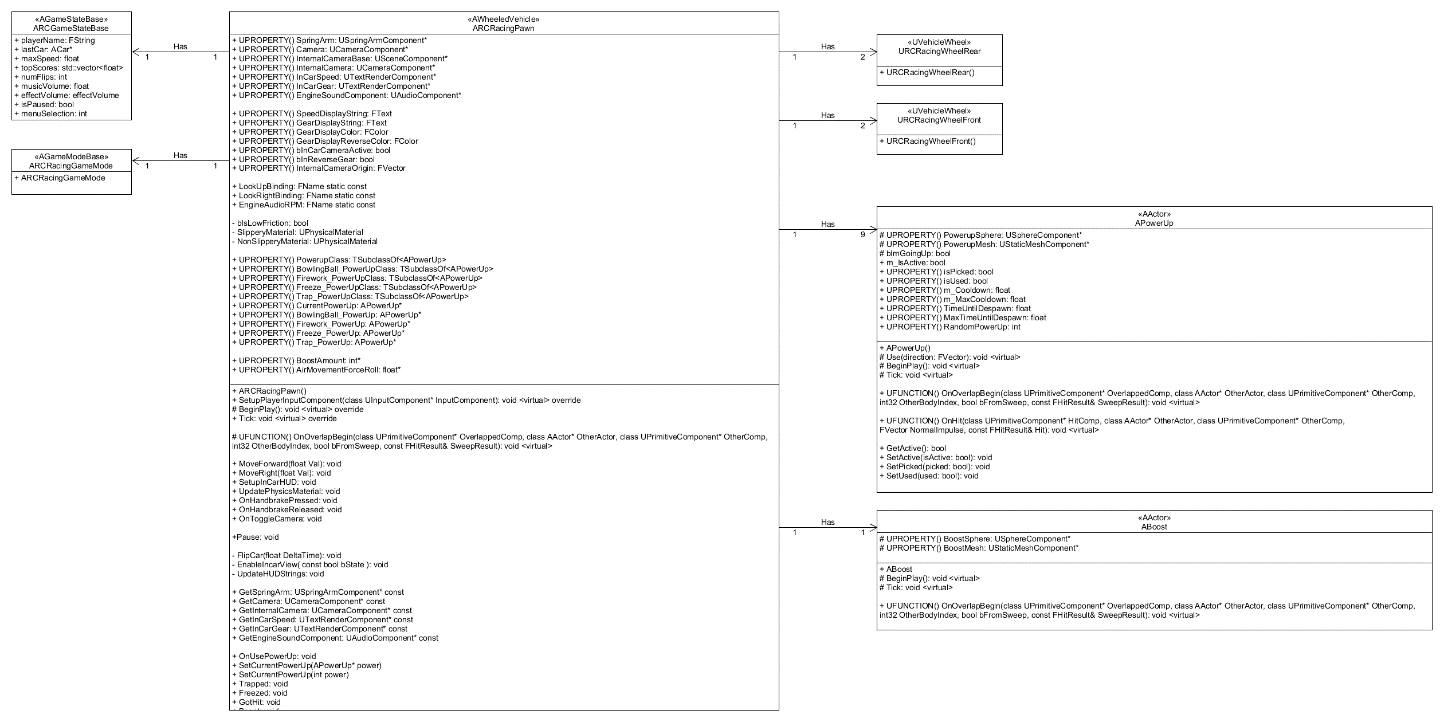 «AGameStateBase»
ARCGameStateBase
+ playerName: FString
+ lastCar: ACar*
+ maxSpeed: float
+ topScores: std::vector<float>
+ numFlips: int
+ musicVolume: float
+ effectVolume: effectVolume
+ isPaused: bool
+ menuSelection: int
Has
1
1
«AGameModeBase»
ARCRacingGameMode
+ ARCRacingGameMode
Has
1
1
«AWheeledVehicle»
ARCRacingPawn
+ UPROPERTY() SpringArm: USpringArmComponent*
+ UPROPERTY() Camera: UCameraComponent*
+ UPROPERTY() InternalCameraBase: USceneComponent*
+ UPROPERTY() InternalCamera: UCameraComponent*
+ UPROPERTY() InCarSpeed: UTextRenderComponent*
+ UPROPERTY() InCarGear: UTextRenderComponent*
+ UPROPERTY() EngineSoundComponent: UAudioComponent*
+ UPROPERTY() SpeedDisplayString: FText
+ UPROPERTY() GearDisplayString: FText
+ UPROPERTY() GearDisplayColor: FColor
+ UPROPERTY() GearDisplayReverseColor: FColor
+ UPROPERTY() bInCarCameraActive: bool
+ UPROPERTY() bInReverseGear: bool
+ UPROPERTY() InternalCameraOrigin: FVector
+ LookUpBinding: FName static const
+ LookRightBinding: FName static const
+ EngineAudioRPM: FName static const
- bIsLowFriction: bool
- SlipperyMaterial: UPhysicalMaterial
- NonSlipperyMaterial: UPhysicalMaterial
+ UPROPERTY() PowerupClass: TSubclassOf<APowerUp>
+ UPROPERTY() BowlingBall_PowerUpClass: TSubclassOf<APowerUp>
+ UPROPERTY() Firework_PowerUpClass: TSubclassOf<APowerUp>
+ UPROPERTY() Freeze_PowerUpClass: TSubclassOf<APowerUp>
+ UPROPERTY() Trap_PowerUpClass: TSubclassOf<APowerUp>
+ UPROPERTY() CurrentPowerUp: APowerUp*
+ UPROPERTY() BowlingBall_PowerUp: APowerUp*
+ UPROPERTY() Firework_PowerUp: APowerUp*
+ UPROPERTY() Freeze_PowerUp: APowerUp*
+ UPROPERTY() Trap_PowerUp: APowerUp*
+ UPROPERTY() BoostAmount: int*
+ UPROPERTY() AirMovementForceRoll: float*
+ ARCRacingPawn()
+ SetupPlayerInputComponent(class UInputComponent* InputComponent): void <virtual> override
# BeginPlay(): void <virtual> override
+ Tick: void <virtual> override
# UFUNCTION() OnOverlapBegin(class UPrimitiveComponent* OverlappedComp, class AActor* OtherActor, class UPrimitiveComponent* OtherComp,
int32 OtherBodyIndex, bool bFromSweep, const FHitResult& SweepResult): void <virtual>
+ MoveForward(float Val): void
+ MoveRight(float Val): void
+ SetupInCarHUD: void
+ UpdatePhysicsMaterial: void
+ OnHandbrakePressed: void
+ OnHandbrakeReleased: void
+ OnToggleCamera: void
+Pause: void
- FlipCar(float DeltaTime): void
- EnableIncarView( const bool bState ): void
- UpdateHUDStrings: void
+ GetSpringArm: USpringArmComponent* const
+ GetCamera: UCameraComponent* const
+ GetInternalCamera: UCameraComponent* const
+ GetInCarSpeed: UTextRenderComponent* const
+ GetInCarGear: UTextRenderComponent* const
+ GetEngineSoundComponent: UAudioComponent* const
+ OnUsePowerUp: void
+ SetCurrentPowerUp(APowerUp* power)
+ SetCurrentPowerUp(int power)
+ Trapped: void
+ Freezed: void
+ GotHit: void
Has
1
2
«UVehicleWheel»
URCRacingWheelRear
+ URCRacingWheelRear()
Has
1
2
«UVehicleWheel»
URCRacingWheelFront
+ URCRacingWheelFront()
Has
1
9
«AActor»
APowerUp
# UPROPERTY() PowerupSphere: USphereComponent*
# UPROPERTY() PowerupMesh: UStaticMeshComponent*
# bImGoingUp: bool
+ m_IsActive: bool
+ UPROPERTY() isPicked: bool
+ UPROPERTY() isUsed: bool
+ UPROPERTY() m_Cooldown: float
+ UPROPERTY() m_MaxCooldown: float
+ UPROPERTY() TimeUntilDespawn: float
+ UPROPERTY() MaxTimeUntilDespawn: float
+ UPROPERTY() RandomPowerUp: int
+ APowerUp()
# Use(direction: FVector): void <virtual>
# BeginPlay(): void <virtual>
# Tick: void <virtual>
+ UFUNCTION() OnOverlapBegin(class UPrimitiveComponent* OverlappedComp, class AActor* OtherActor, class UPrimitiveComponent* OtherComp,
int32 OtherBodyIndex, bool bFromSweep, const FHitResult& SweepResult): void <virtual>
+ UFUNCTION() OnHit(class UPrimitiveComponent* HitComp, class AActor* OtherActor, class UPrimitiveComponent* OtherComp,
FVector NormalImpulse, const FHitResult& Hit): void <virtual>
+ GetActive(): bool
+ SetActive(isActive: bool): void
+ SetPicked(picked: bool): void
+ SetUsed(used: bool): void
Has
1
1
«AActor»
ABoost
# UPROPERTY() BoostSphere: USphereComponent*
# UPROPERTY() BoostMesh: UStaticMeshComponent*
+ ABoost
# BeginPlay(): void <virtual>
# Tick: void <virtual>
+ UFUNCTION() OnOverlapBegin(class UPrimitiveComponent* OverlappedComp, class AActor* OtherActor, class UPrimitiveComponent* OtherComp,
int32 OtherBodyIndex, bool bFromSweep, const FHitResult& SweepResult): void <virtual>